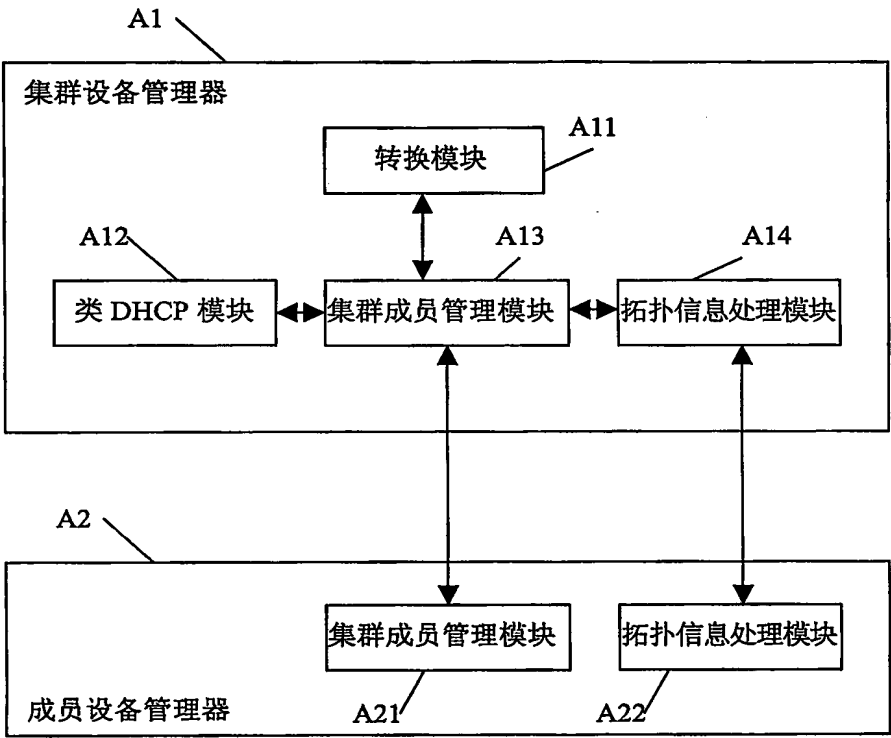 A1
集群设备管理器
A11
转换模块
A12
A13
A14
类 DHCP 模块
集群成员管理模块
拓扑信息处理模块
A2
集群成员管理模块
拓扑信息处理模块
成员设备管理器
A21
A22